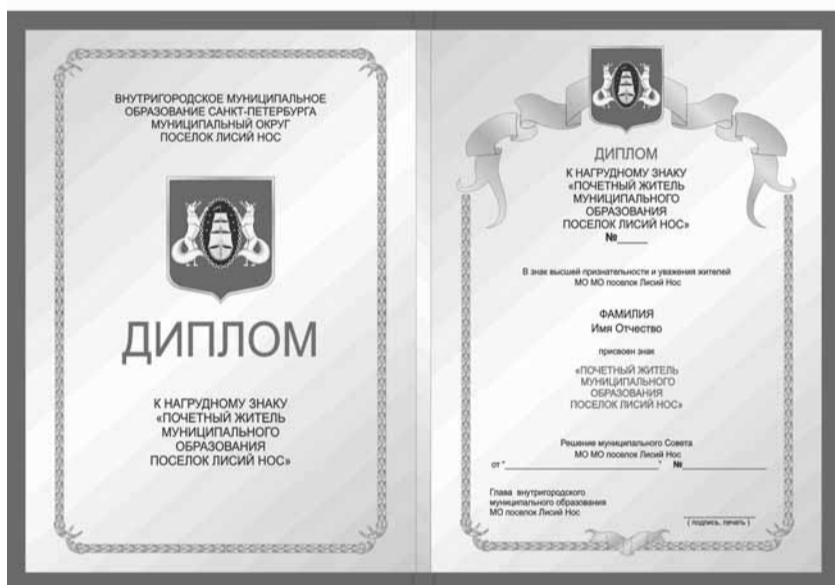 ВНУТРИГОРОДСКОЕ МУНИЦИПАЛЬНОЕ
ОБРАЗОВАНИЕ САНКТ-ПЕТЕРБУРГА
МУНИЦИПАЛЬНЫЙ ОКРУГ
ПОСЕЛОК ЛИСИЙ НОС
ДИПЛОМ
К НАГРУДНОМУ ЗНАКУ
«ПОЧЕТНЫЙ ЖИТЕЛЬ
МУНИЦИПАЛЬНОГО
ОБРАЗОВАНИЯ
ПОСЕЛОК ЛИСИЙ НОС»
ДИПЛОМ
К НАГРУДНОМУ ЗНАКУ
«ПОЧЕТНЫЙ ЖИТЕЛЬ
МУНИЦИПАЛЬНОГО
ОБРАЗОВАНИЯ
ПОСЕЛОК ЛИСИЙ НОС»
№_____
В знак высшей признательности и уважения жителей
МО МО поселок Лисий Нос
ФАМИЛИЯ
Имя Отчество
присвоен знак
«ПОЧЕТНЫЙ ЖИТЕЛЬ
МУНИЦИПАЛЬНОГО
ОБРАЗОВАНИЯ
ПОСЕЛОК ЛИСИЙ НОС»
Решение муниципального Совета
МО МО поселок Лисий Нос
от "____________________" №____________
Глава внутригородского
муниципального образования
МО поселок Лисий Нос
( подпись, печать )